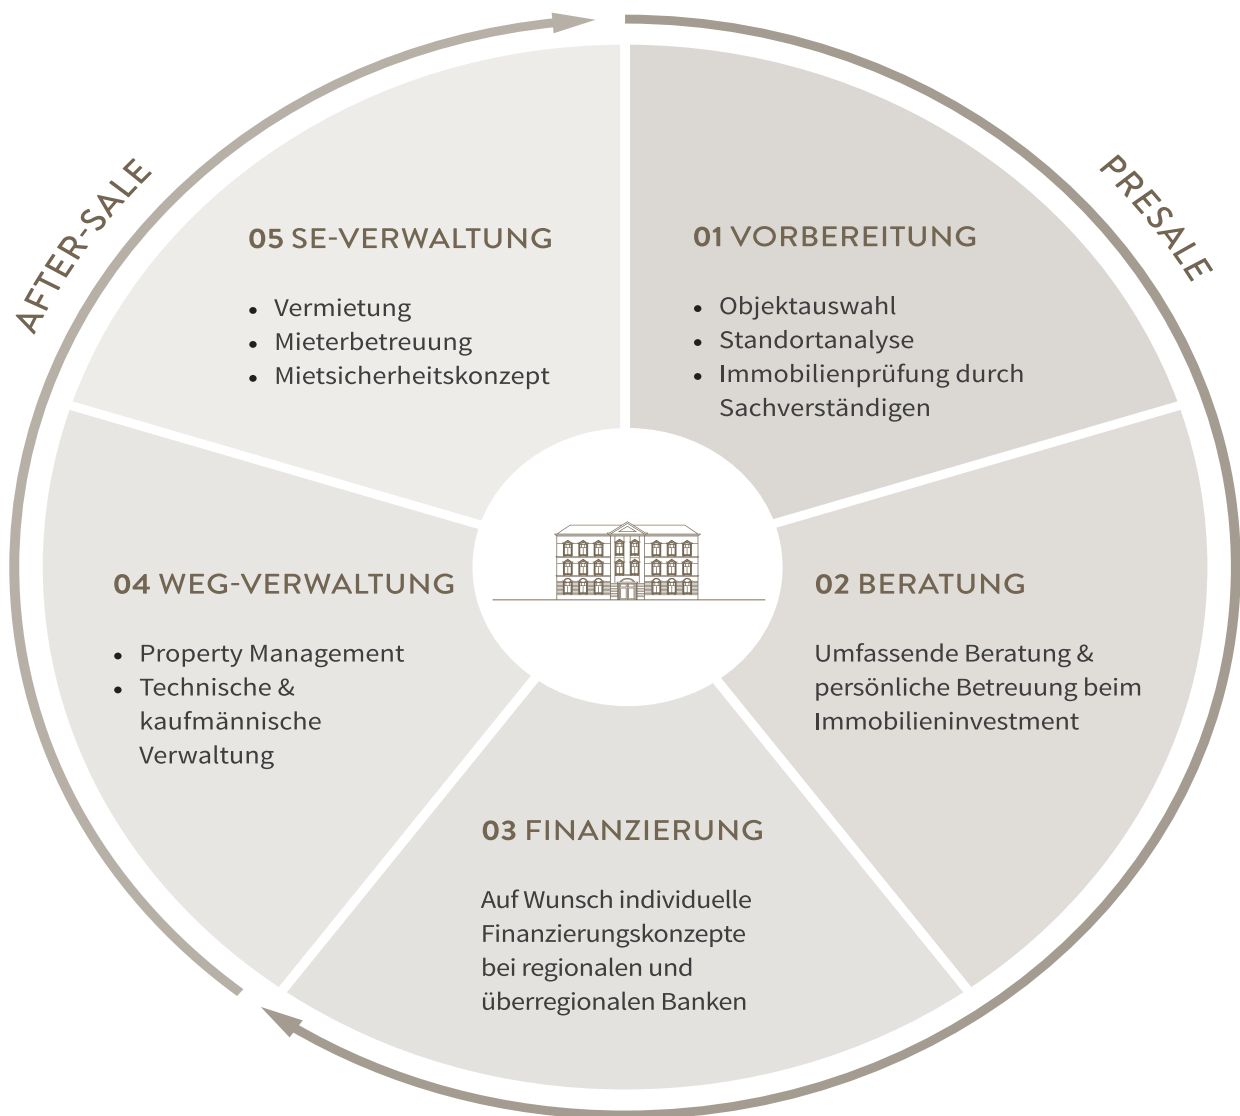 PRESALE
01 VORBEREITUNG
• Objektauswahl
• Standortanalyse
• Immobilienprüfung durch
Sachverständigen
02 BERATUNG
Umfassende Beratung &
persönliche Betreuung beim
Immobilieninvestment
03 FINANZIERUNG
Auf Wunsch individuelle
Finanzierungskonzepte
bei regionalen und
überregionalen Banken
AFTER-SALE
04 WEG-VERWALTUNG
• Property Management
• Technische &
kaufmännische
Verwaltung
05 SE-VERWALTUNG
• Vermietung
• Mieterbetreuung
• Mietsicherheitskonzept